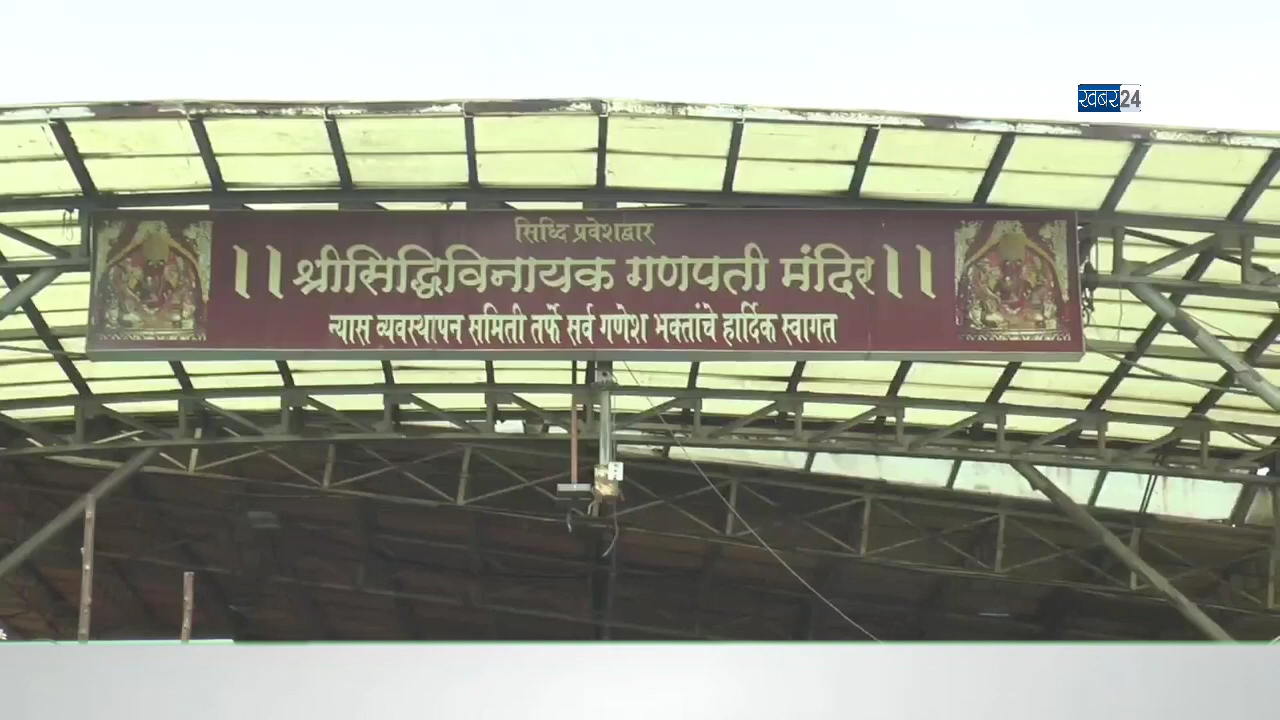 खबर24
सिध्दि प्रवेशद्वार
।। श्रीसिद्धिविनायक गणपती मंदिर ।।
न्यास व्यवस्थापन समिती तर्फे सर्व गणेश भक्तांचे हार्दिक स्वागत